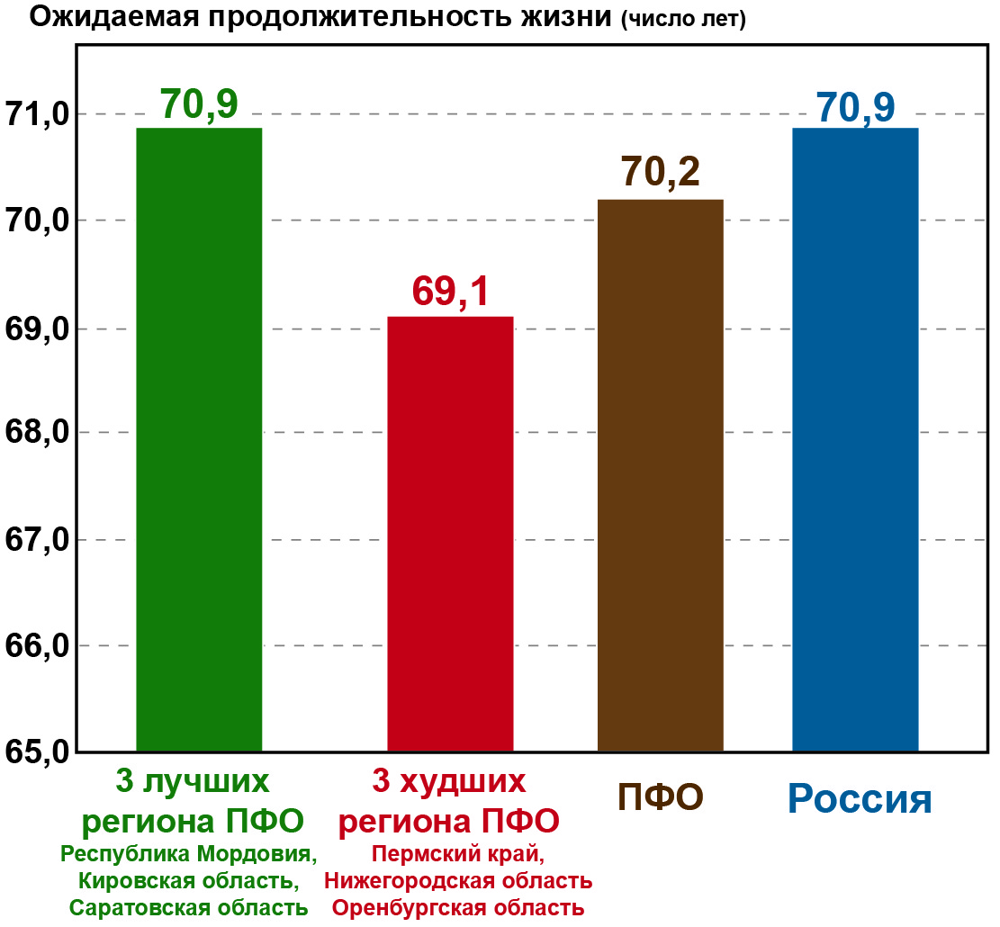 Ожидаемая продолжительность жизни (число лет)
71,0
70,0
69,0
68,0
67,0
66,0
65,0
70,9
69,1
70,2
70,9
3 лучших
региона ПФО
Республика Мордовия,
Кировская область,
Саратовская область
3 худших
региона ПФО
Пермский край,
Нижегородская область
Оренбургская область
ПФО
Россия